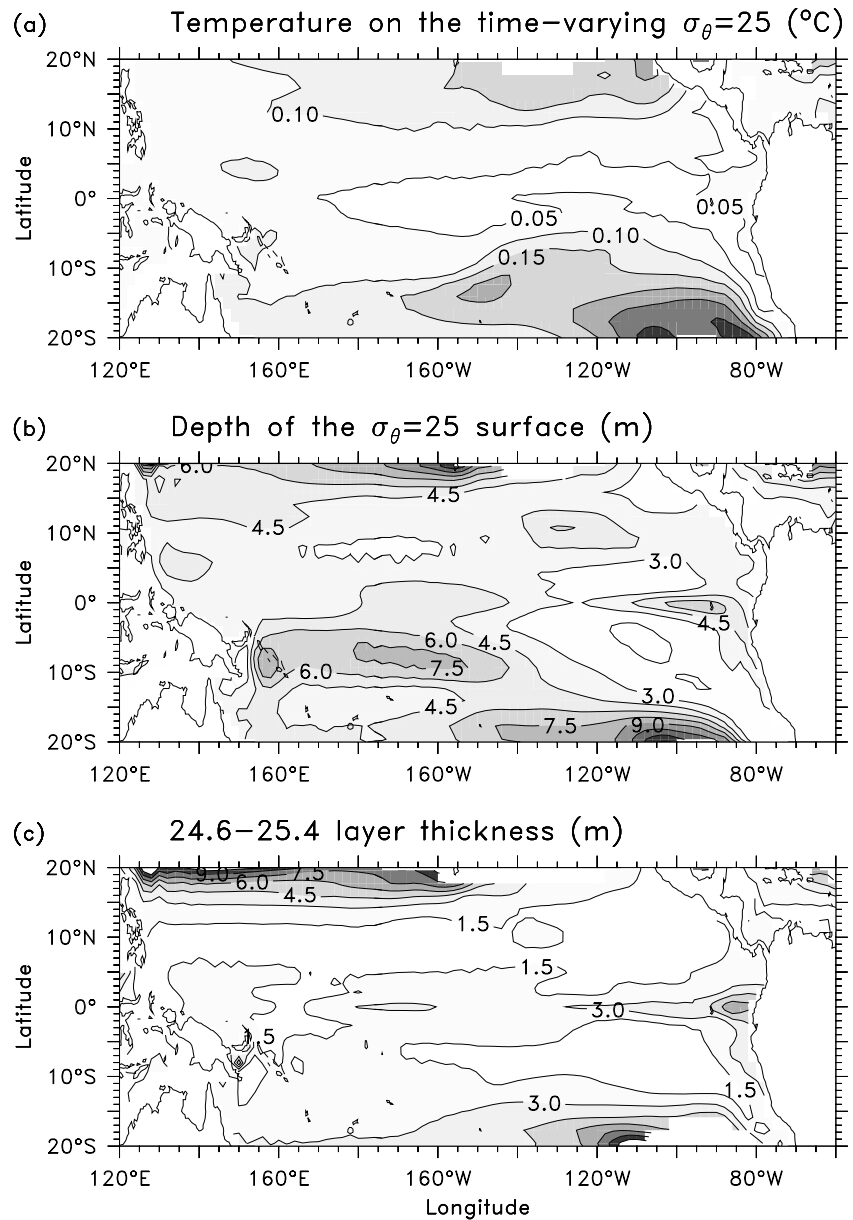 (a) Temperature on the time-varying σθ=25 (°C)
20°N
10°N
0°
10°S
20°S
Latitude
0.10
0.05
0.05
0.10
0.15
120°E 160°E 160°W 120°W 80°W
(b) Depth of the σθ=25 surface (m)
20°N
10°N
0°
10°S
20°S
Latitude
6.0
4.5
4.5
3.0
4.5
6.0
4.5
6.0
7.5
3.0
4.5
7.5
9.0
120°E 160°E 160°W 120°W 80°W
(c) 24.6-25.4 layer thickness (m)
20°N
10°N
0°
10°S
20°S
Latitude
9.0
7.5
6.0
4.5
1.5
1.5
3.0
1.5
1.5
3.0
120°E 160°E 160°W 120°W 80°W
Longitude